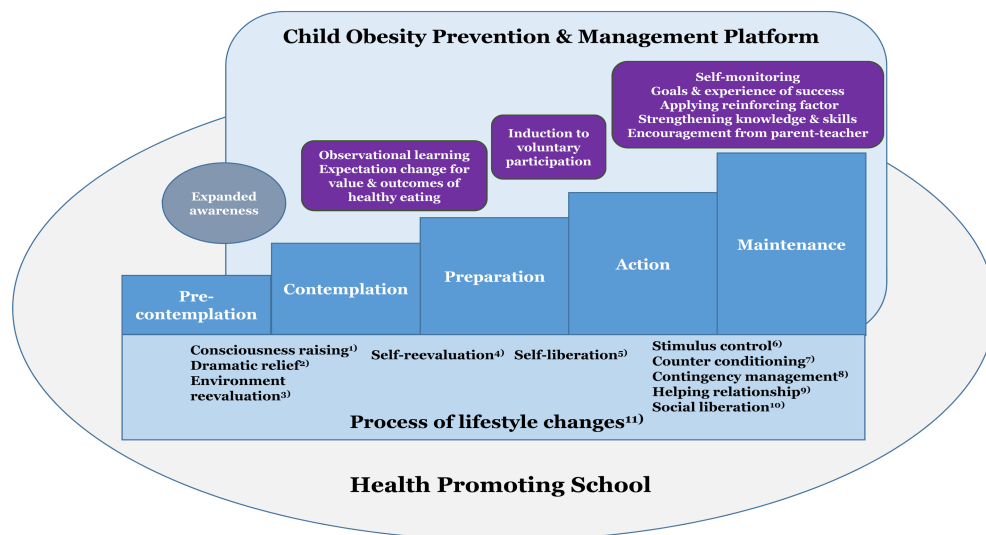 Child Obesity Prevention & Management Platform
Self-monitoring
Goals & experience of success
Applying reinforcing factor
Strengthening knowledge & skills
Encouragement from parent-teacher
Induction to
voluntary
participation
Observational learning
Expectation change for
value & outcomes of
healthy eating
Expanded
awareness
Pre-
contemplation
Contemplation
Preparation
Action
Maintenance
Consciousness raising¹⁾
Dramatic relief²⁾
Environment
reevaluation³⁾
Self-reevaluation⁴⁾
Self-liberation⁵⁾
Stimulus control⁶⁾
Counter conditioning⁷⁾
Contingency management⁸⁾
Helping relationship⁹⁾
Social liberation¹⁰⁾
Process of lifestyle changes¹¹⁾
Health Promoting School